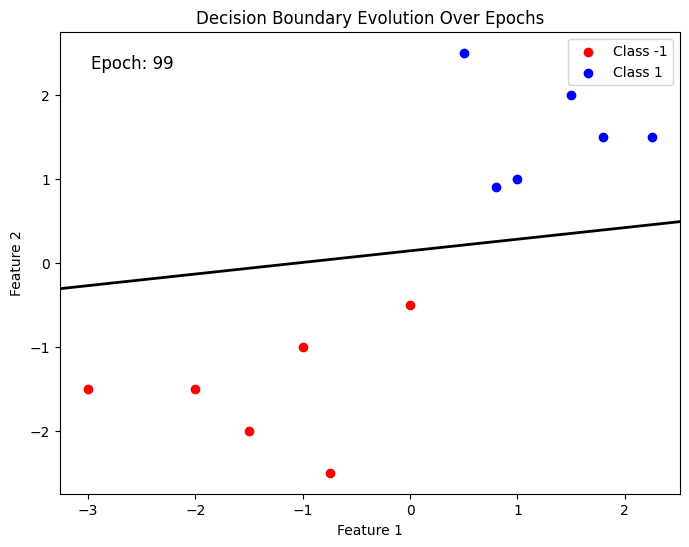 Decision Boundary Evolution Over Epochs
Epoch: 99
Class -1
Class 1
Feature 2
2
1
0
−1
−2
−3
−2
−1
0
1
2
Feature 1